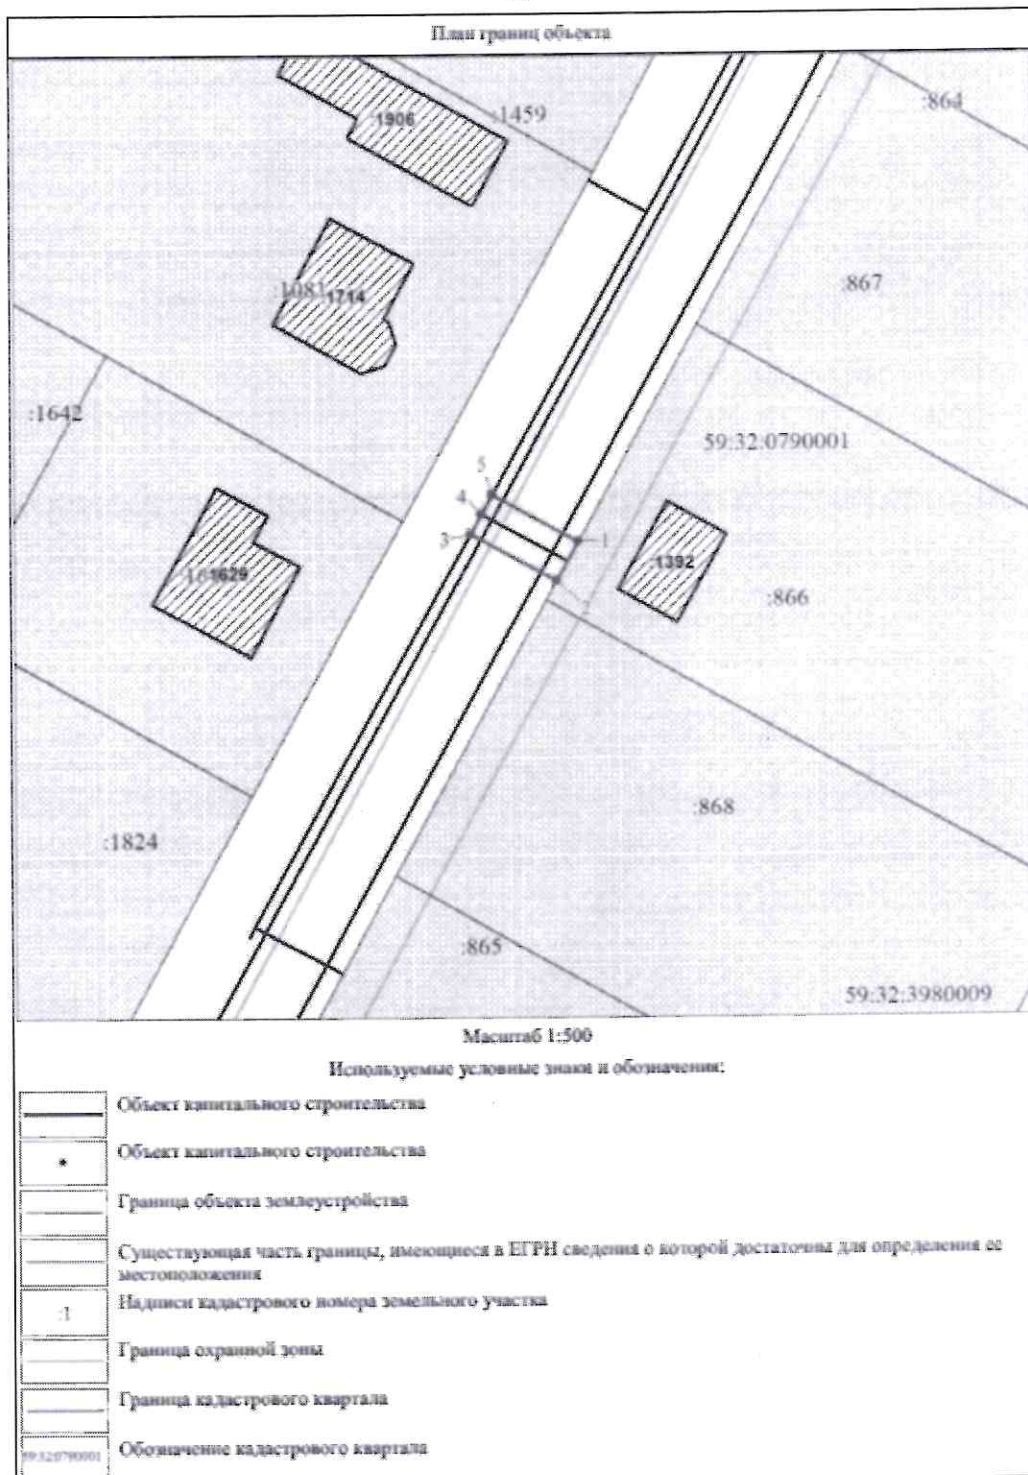 План границ объекта
:864
:1459
:1906
:867
:1714
:1642
59:32:0790001
5
4
3
1
:1392
1629
:866
2
:868
:1824
:865
59:32:3980009
Масштаб 1:500
Используемые условные знаки и обозначения:
Объект капитального строительства
Объект капитального строительства
Граница объекта землеустройства
Существующая часть границы, имеющиеся в ЕГРН сведения о которой достаточны для определения ее
местоположения
:1
Надписи кадастрового номера земельного участка
Граница охранной зоны
Граница кадастрового квартала
59:32:0790001
Обозначение кадастрового квартала